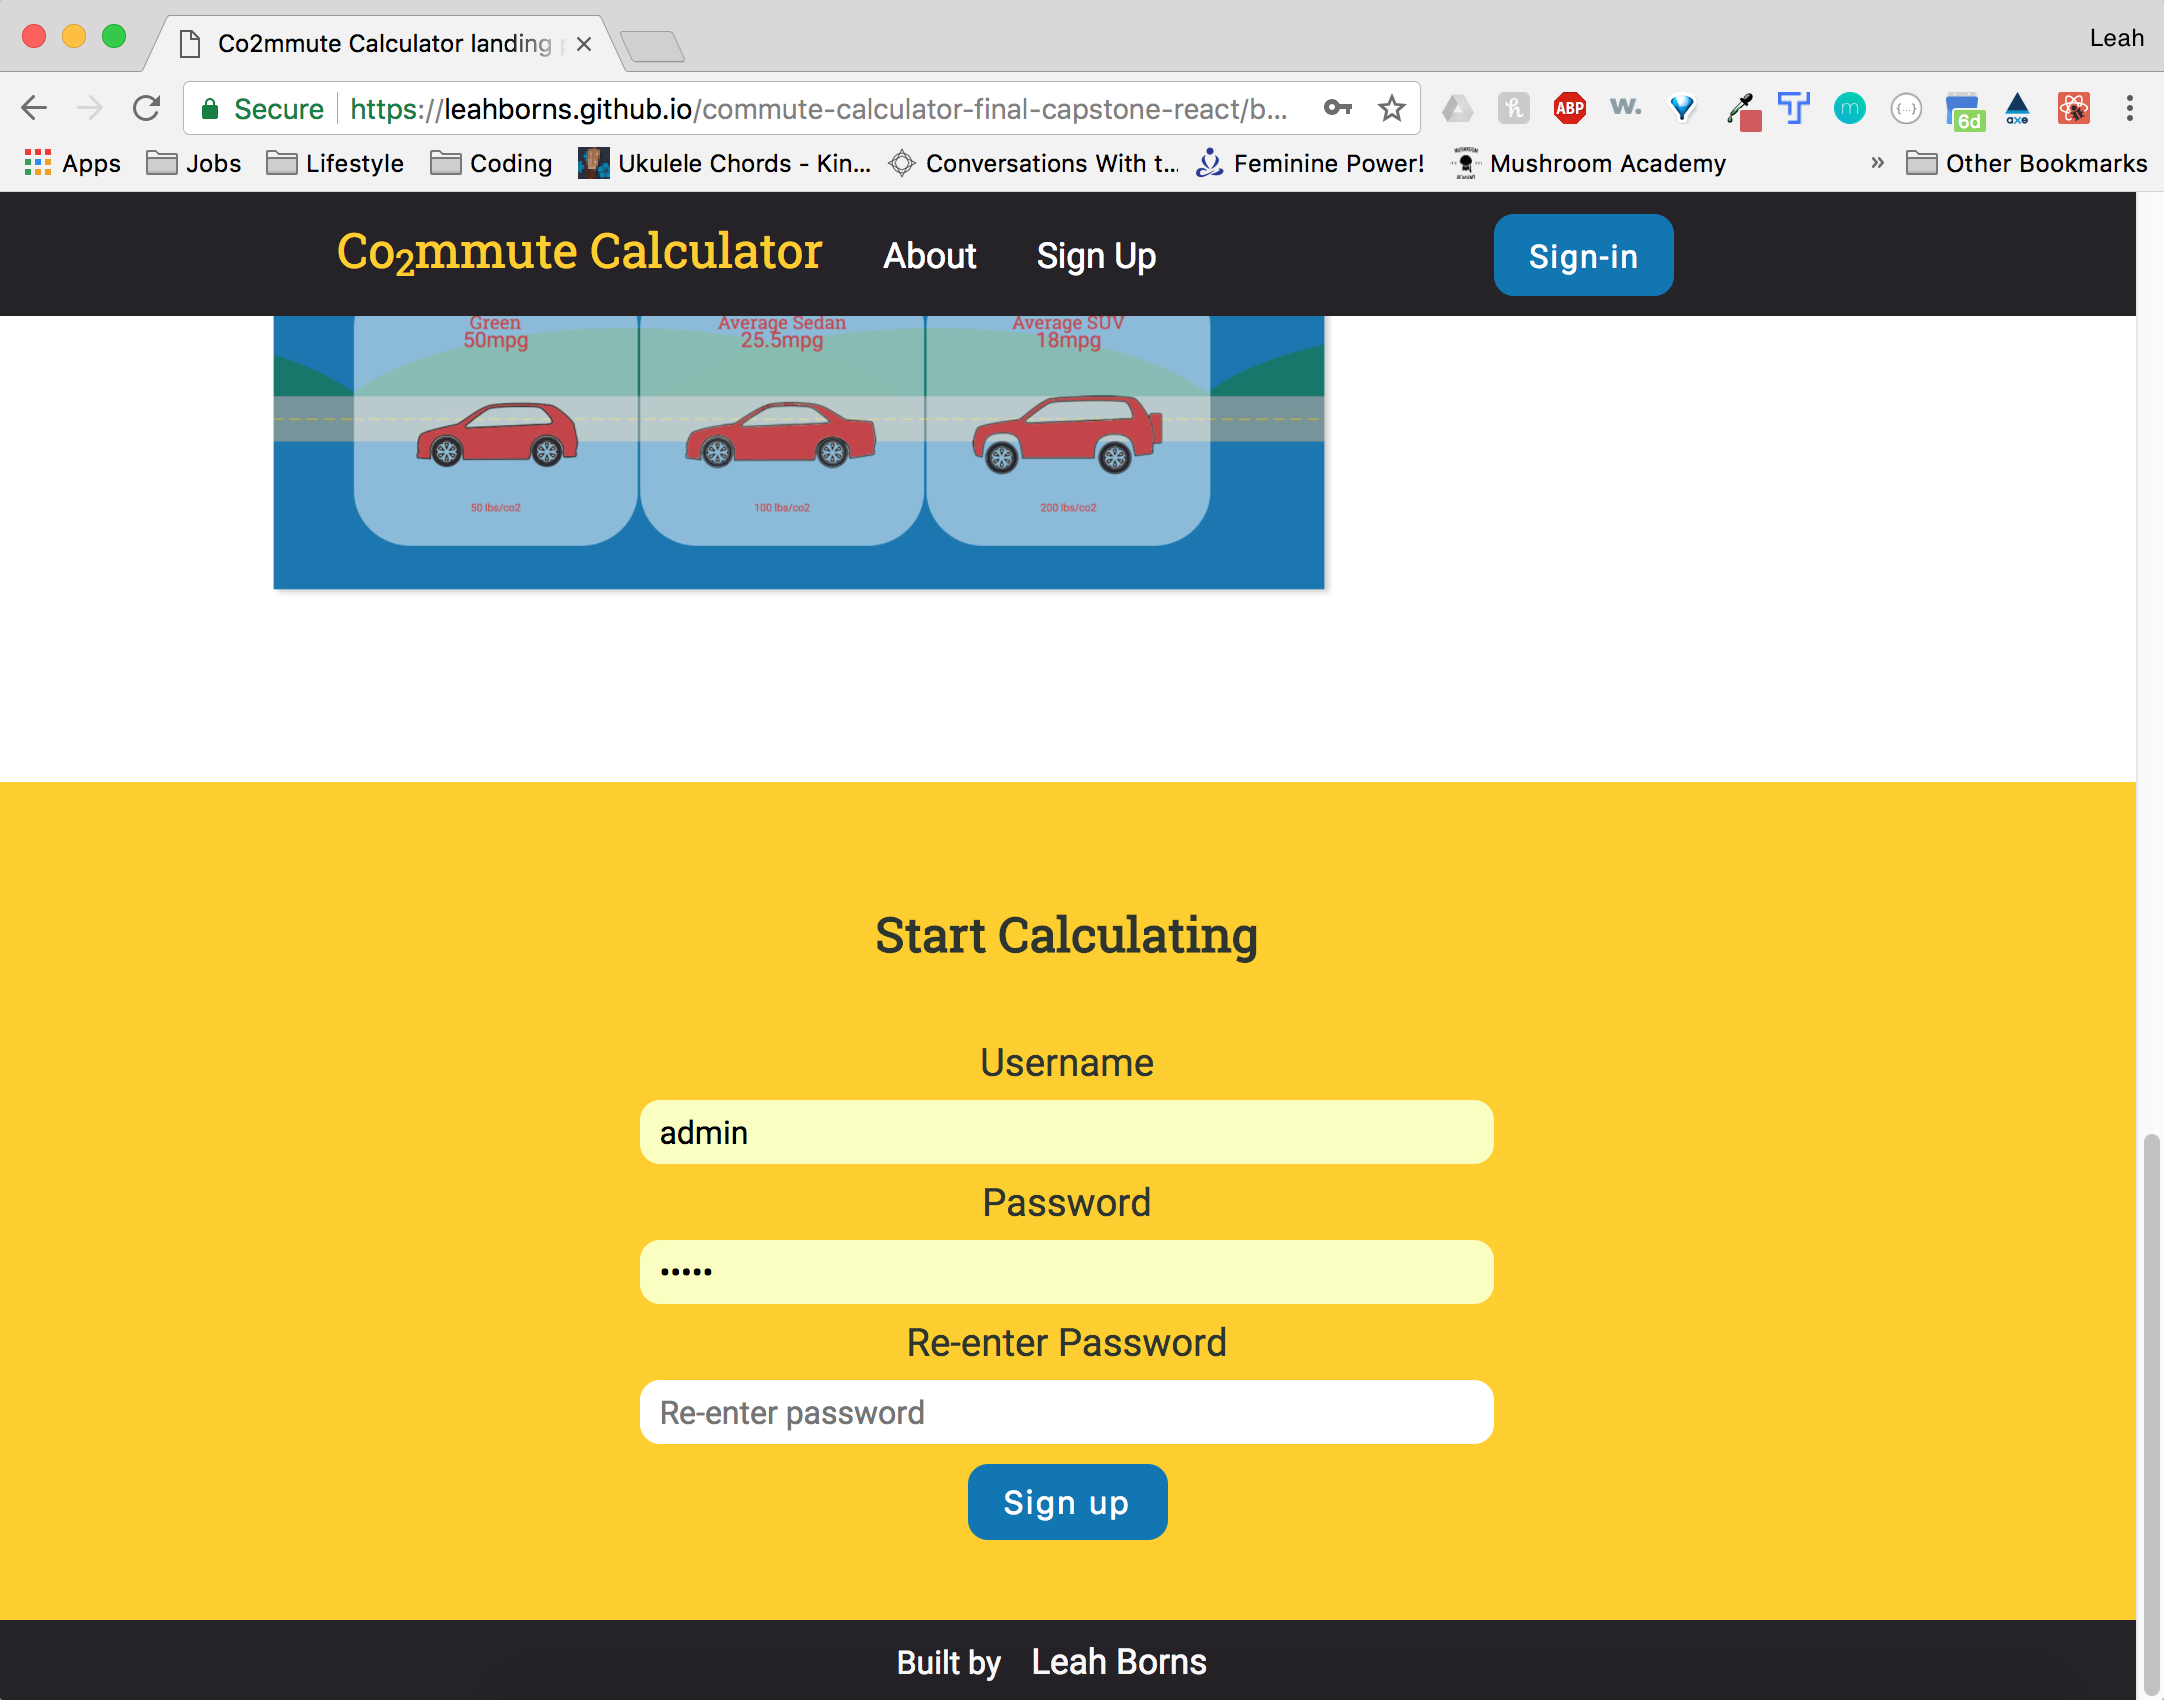 Co2mmute Calculator landing
Leah
Secure https://leahborns.github.io/commute-calculator-final-capstone-react/b...
ABP W. m {...} 6d axe
Apps Jobs Lifestyle Coding Ukulele Chords - Kin... Conversations With t... Feminine Power! MUSHROOM ACADEMY Mushroom Academy » Other Bookmarks
Co2mmute Calculator About Sign Up Sign-in
Green Average Sedan Average SUV
50mpg 25.5mpg 18mpg
50 lbs/co2 100 lbs/co2 200 lbs/co2
Start Calculating
Username
admin
Password
•••••
Re-enter Password
Re-enter password
Sign up
Built by Leah Borns